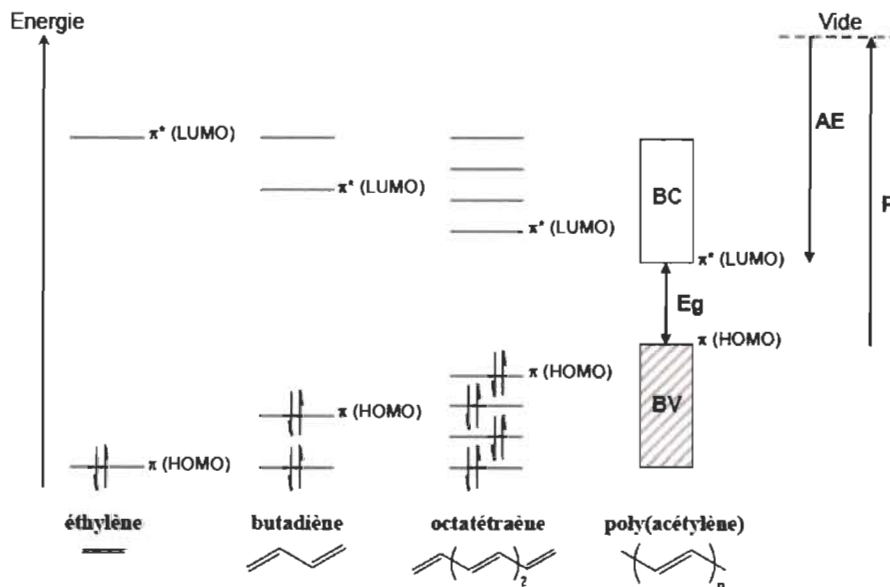 Energie
Vide
π* (LUMO)
π* (LUMO)
π* (LUMO)
BC
AE
π* (LUMO)
Eg
π (HOMO)
π (HOMO)
π (HOMO)
π (HOMO)
BV
éthylène
butadiène
octatétraène
poly(acétylène)
2
n